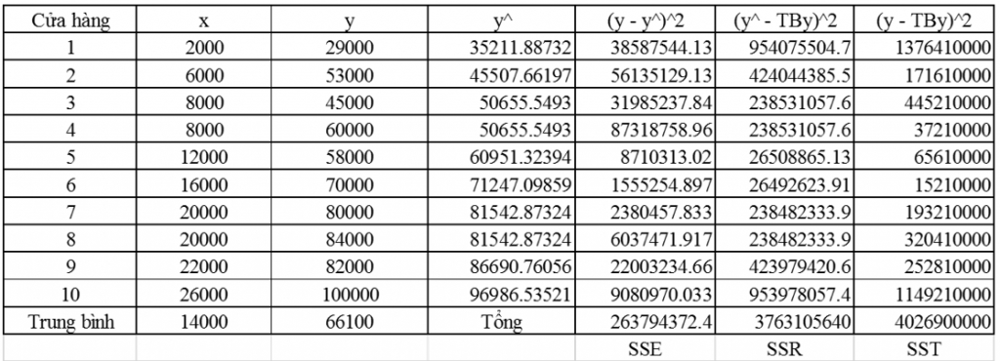 Cửa hàng x y y^ (y - y^)^2 (y^ - TBy)^2 (y - TBy)^2
1 2000 29000 35211.88732 38587544.13 954075504.7 1376410000
2 6000 53000 45507.66197 56135129.13 424044385.5 171610000
3 8000 45000 50655.5493 31985237.84 238531057.6 445210000
4 8000 60000 50655.5493 87318758.96 238531057.6 37210000
5 12000 58000 60951.32394 8710313.02 26508865.13 65610000
6 16000 70000 71247.09859 1555254.897 26492623.91 15210000
7 20000 80000 81542.87324 2380457.833 238482333.9 193210000
8 20000 84000 81542.87324 6037471.917 238482333.9 320410000
9 22000 82000 86690.76056 22003234.66 423979420.6 252810000
10 26000 100000 96986.53521 9080970.033 953978057.4 1149210000
Trung bình 14000 66100 Tổng 263794372.4 3763105640 4026900000
SSE SSR SST